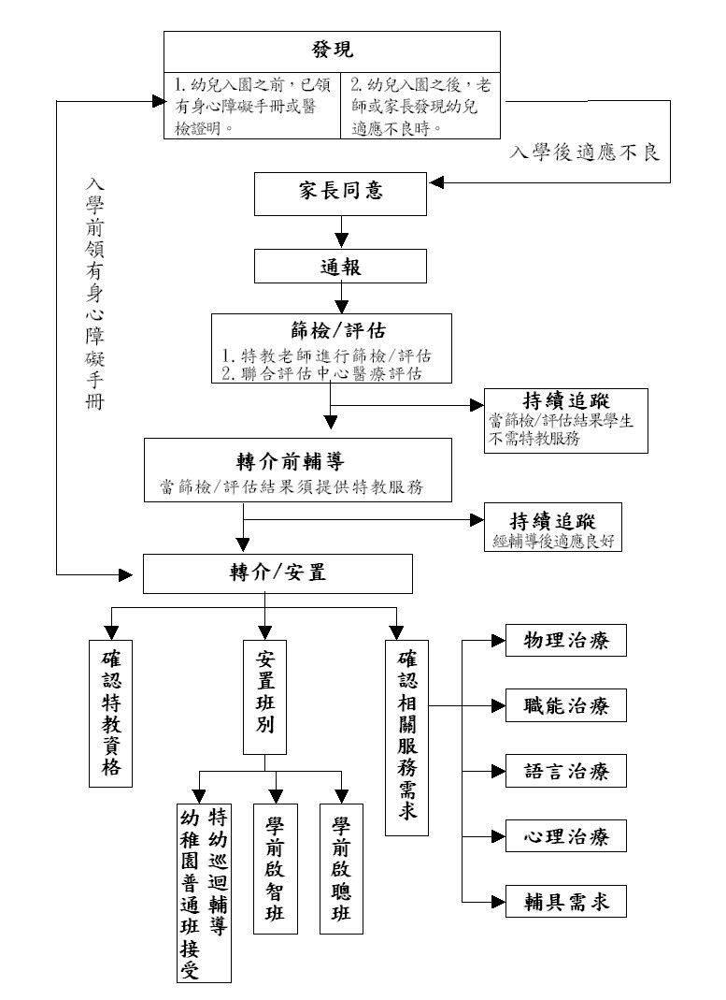 發現
1. 幼兒入園之前，已領
有身心障礙手冊或醫
檢證明。
2. 幼兒入園之後，老
師或家長發現幼兒
適應不良時。
入學後適應不良
入學前領有身心障礙手冊
家長同意
通報
篩檢/評估
1. 特教老師進行篩檢/評估
2. 聯合評估中心醫療評估
持續追蹤
當篩檢/評估結果學生
不需特教服務
轉介前輔導
當篩檢/評估結果須提供特教服務
持續追蹤
經輔導後適應良好
轉介/安置
確認特教資格
安置班別
確認相關服務需求
物理治療
職能治療
語言治療
心理治療
輔具需求
幼稚園普通班接受
特幼巡迴輔導
學前啟智班
學前啟聰班